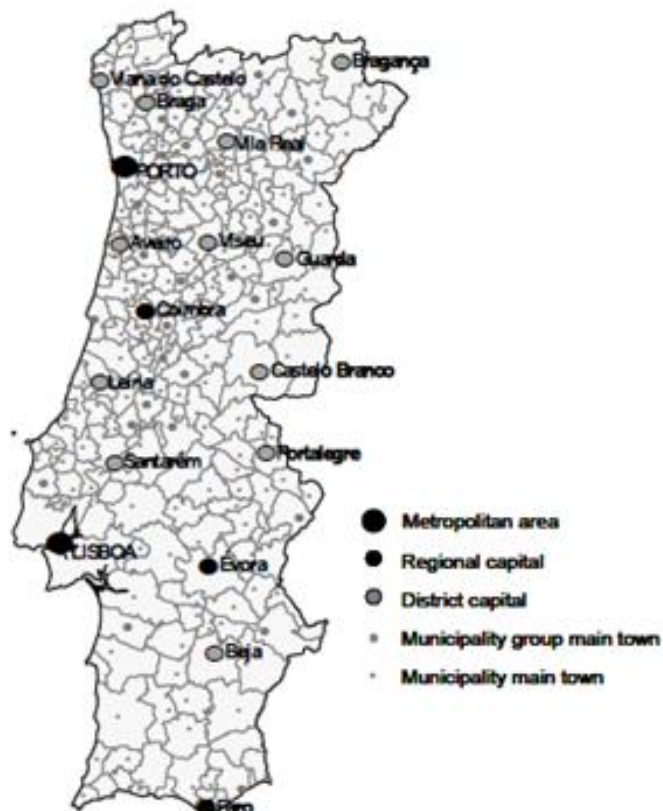 Bragança
Viana do Castelo
Braga
Vila Real
PORTO
Aveiro
Viseu
Guarda
Coimbra
Castelo Branco
Leiria
Portalegre
Santarém
Metropolitan area
LISBOA
Regional capital
Évora
District capital
Municipality group main town
Beja
Municipality main town
Faro